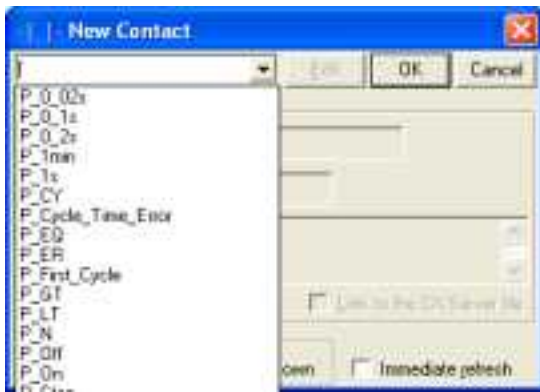 New Contact
Edit OK Cancel
P_0_02s
P_0_1s
P_0_2s
P_1min
P_1s
P_CY
P_Cycle_Time_Error
P_EQ
P_ER
P_First_Cycle
P_GT
P_LT
Link to the CX Server file
P_N
P_Off
P_On
Immediate refresh
P_Step